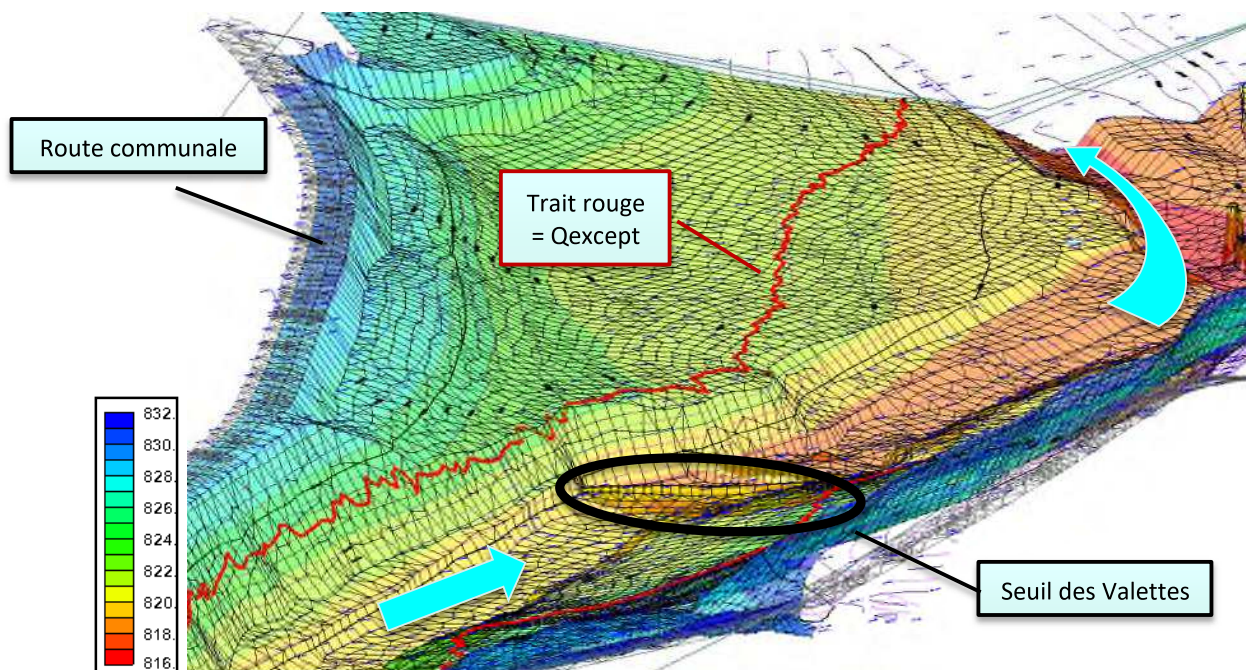 Route communale
Trait rouge
= Qexcept
Seuil des Valettes
832.
830.
828.
826.
824.
822.
820.
818.
816.